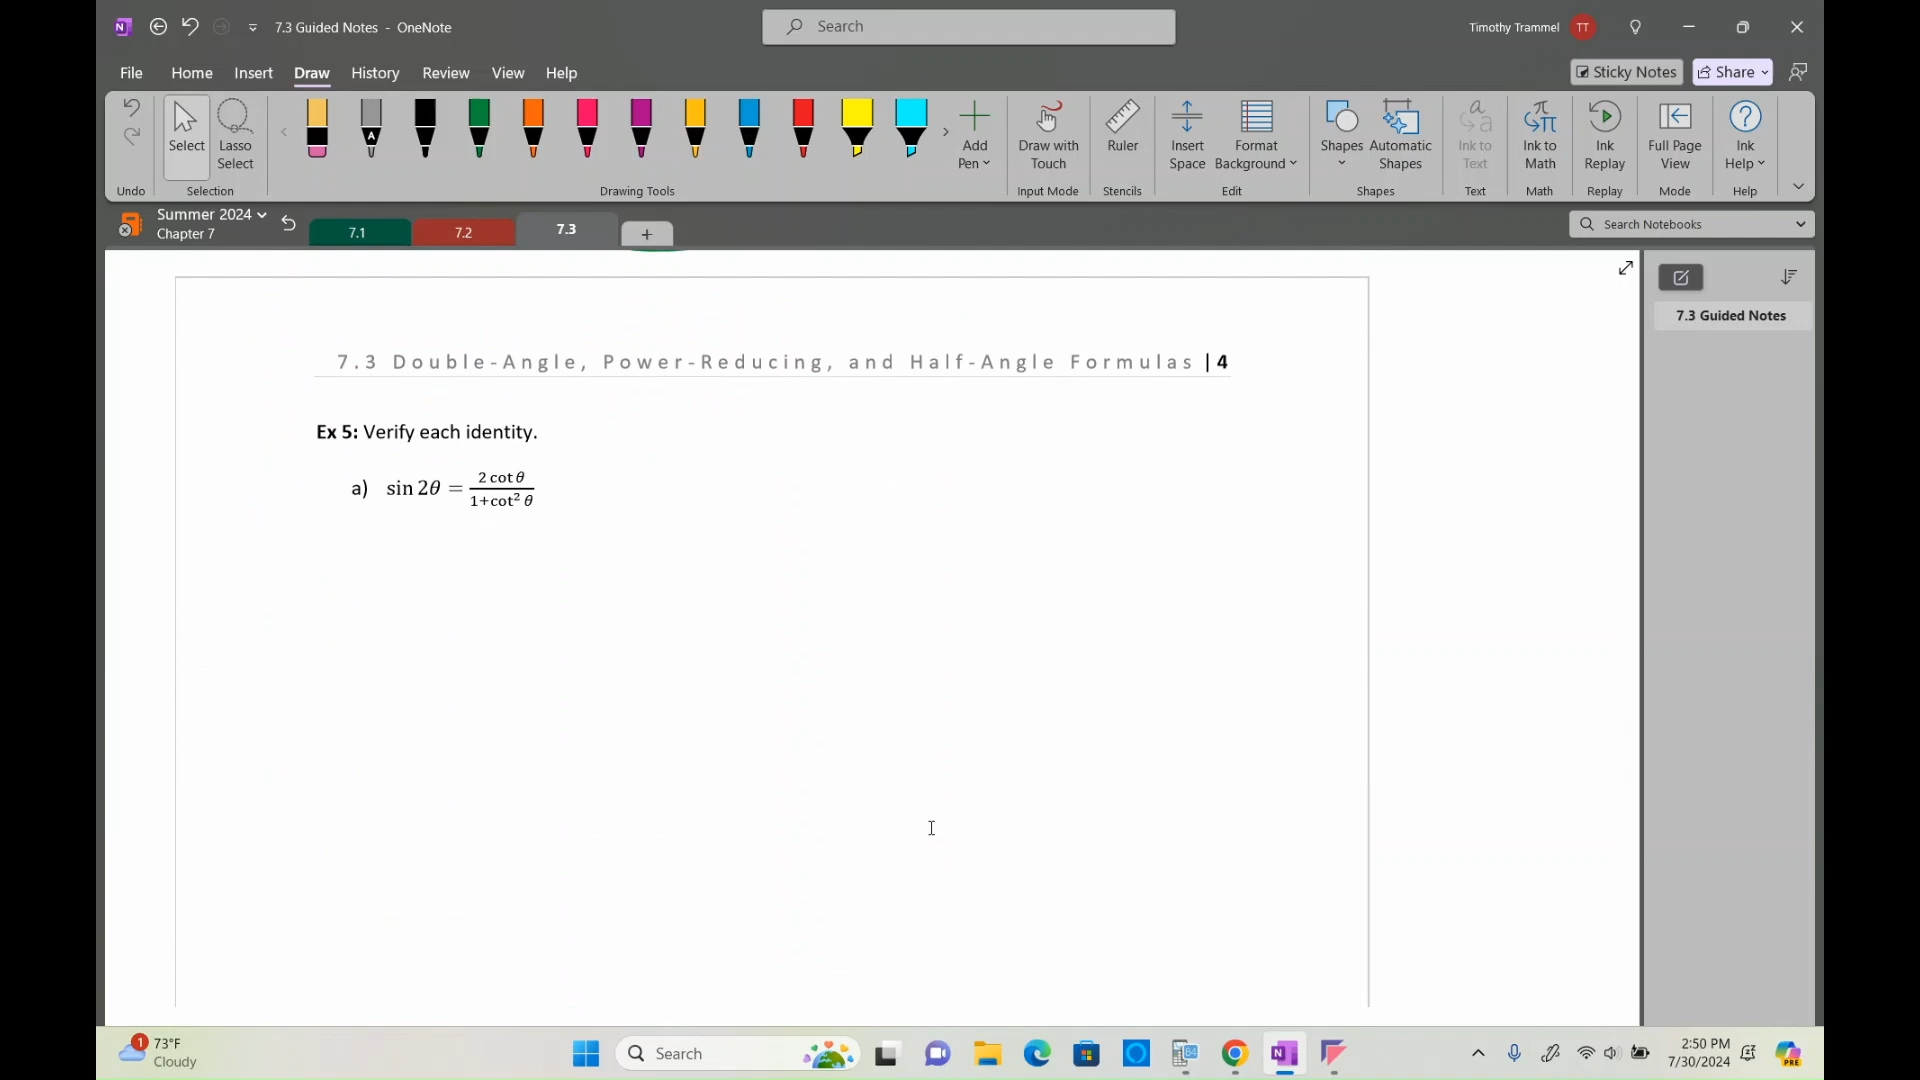 7.3 Guided Notes - OneNote
Search
Timothy Trammel TT
File Home Insert Draw History Review View Help
Sticky Notes Share
Select
Lasso Select
Add Pen
Draw with Touch
Ruler
Insert Space
Format Background
Shapes
Automatic Shapes
Ink to Text
Ink to Math
Ink Replay
Full Page View
Ink Help
Undo Selection Drawing Tools Input Mode Stencils Edit Shapes Text Math Replay Mode Help
Summer 2024
Chapter 7
7.1 7.2 7.3 +
Search Notebooks
7.3 Guided Notes
7.3 Double-Angle, Power-Reducing, and Half-Angle Formulas | 4
Ex 5: Verify each identity.
a) sin 2θ = 2 cot θ / 1+cot² θ
1 73°F
Cloudy
Search
2:50 PM
7/30/2024
PRE